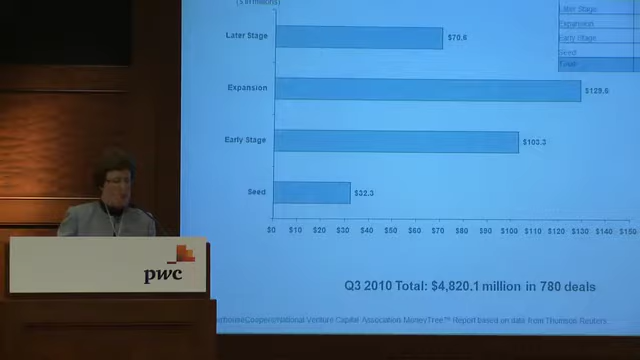 ($ in millions)
Later Stage
Expansion
Early Stage
Seed
Total
Later Stage
$70.6
Expansion
$129.6
Early Stage
$103.3
Seed
$32.3
$0 $10 $20 $30 $40 $50 $60 $70 $80 $90 $100 $110 $120 $130 $140 $150
Q3 2010 Total: $4,820.1 million in 780 deals
pwc
Association MoneyTree™ Report based on data from Thomson Reuters